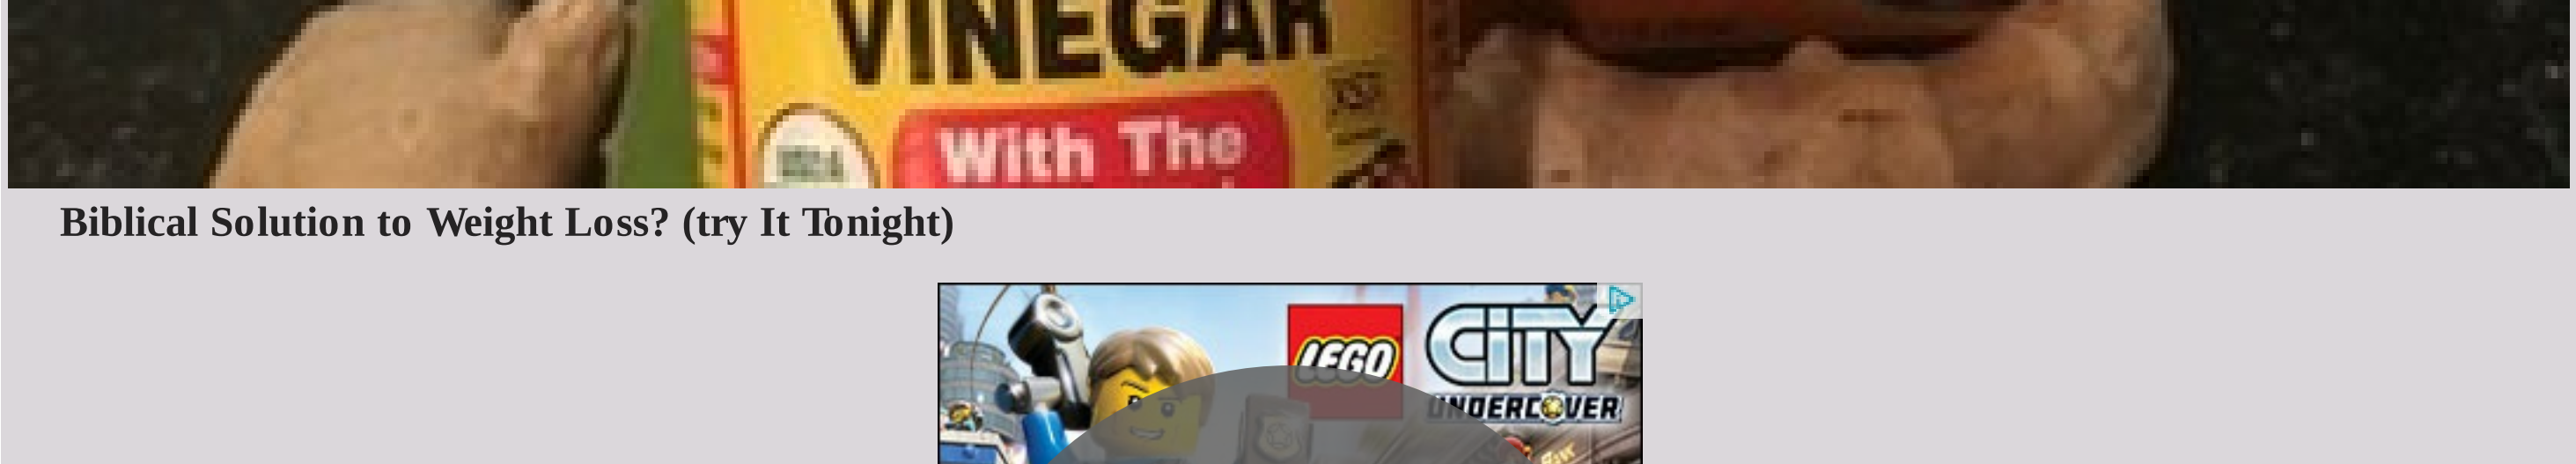 VINEGAR
With The
Biblical Solution to Weight Loss? (try It Tonight)
LEGO
CITY
UNDERCOVER